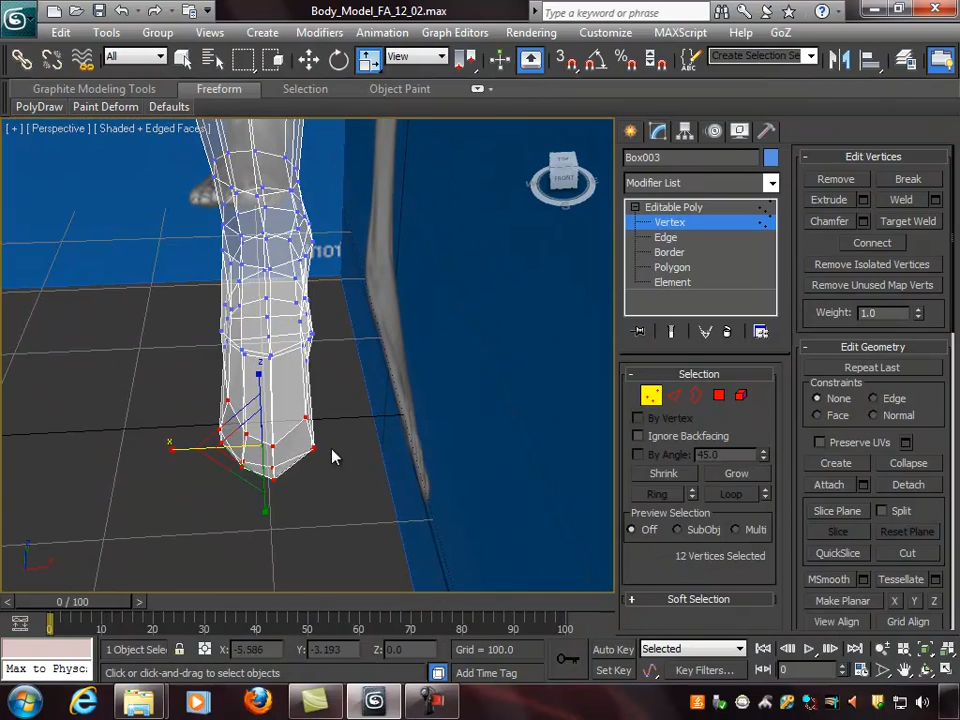 Body_Model_FA_12_02.max
Type a keyword or phrase
Edit Tools Group Views Create Modifiers Animation Graph Editors Rendering Customize MAXScript Help GoZ
All View Create Selection Se
Graphite Modeling Tools Freeform Selection Object Paint
PolyDraw Paint Deform Defaults
[ + ] [ Perspective ] [ Shaded + Edged Faces ]
TOP
FRONT
x
z
Box003
Modifier List
Editable Poly
Vertex
Edge
Border
Polygon
Element
Selection
By Vertex
Ignore Backfacing
By Angle: 45.0
Shrink Grow
Ring Loop
Preview Selection
Off SubObj Multi
12 Vertices Selected
Soft Selection
Edit Vertices
Remove Break
Extrude Weld
Chamfer Target Weld
Connect
Remove Isolated Vertices
Remove Unused Map Verts
Weight: 1.0
Edit Geometry
Repeat Last
Constraints
None Edge
Face Normal
Preserve UVs
Create Collapse
Attach Detach
Slice Plane Split
Slice Reset Plane
QuickSlice Cut
MSmooth Tessellate
Make Planar X Y Z
View Align Grid Align
0 / 100
0 10 20 30 40 50 60 70 80 90 100
1 Object Selec X: -5.586 Y: -3.193 Z: 0.0 Grid = 100.0 Auto Key Selected
Max to Physc Click or click-and-drag to select objects Add Time Tag Set Key Key Filters... 0